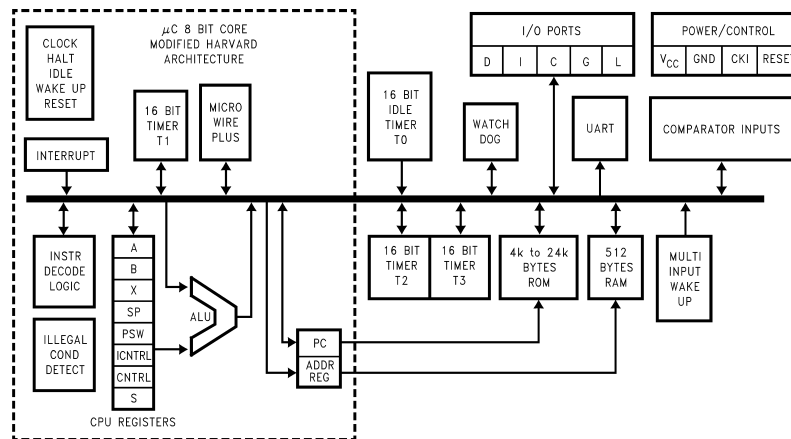 CLOCK
HALT
IDLE
WAKE UP
RESET
μC 8 BIT CORE
MODIFIED HARVARD
ARCHITECTURE
I/O PORTS
D I C G L
POWER/CONTROL
VCC GND CKI RESET
16 BIT
TIMER
T1
MICRO
WIRE
PLUS
16 BIT
IDLE
TIMER
T0
WATCH
DOG
UART
COMPARATOR INPUTS
INTERRUPT
INSTR
DECODE
LOGIC
A
B
X
SP
PSW
ICNTRL
CNTRL
S
ALU
16 BIT
TIMER
T2
16 BIT
TIMER
T3
4k to 24k
BYTES
ROM
512
BYTES
RAM
MULTI
INPUT
WAKE
UP
ILLEGAL
COND
DETECT
PC
ADDR
REG
CPU REGISTERS